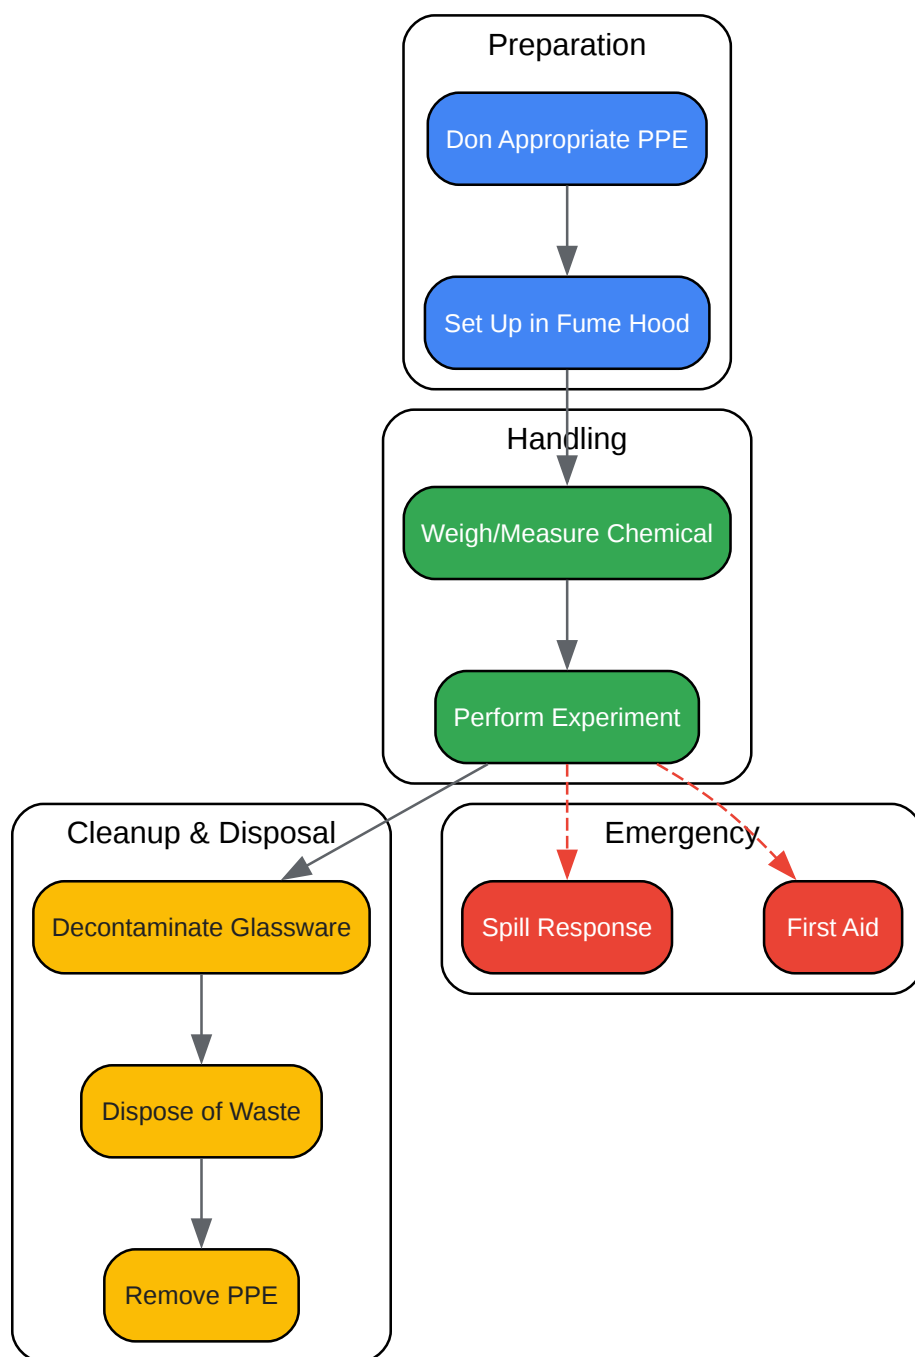 Preparation
Don Appropriate PPE
Set Up in Fume Hood
Handling
Weigh/Measure Chemical
Perform Experiment
Cleanup & Disposal
Decontaminate Glassware
Dispose of Waste
Remove PPE
Emergency
Spill Response
First Aid